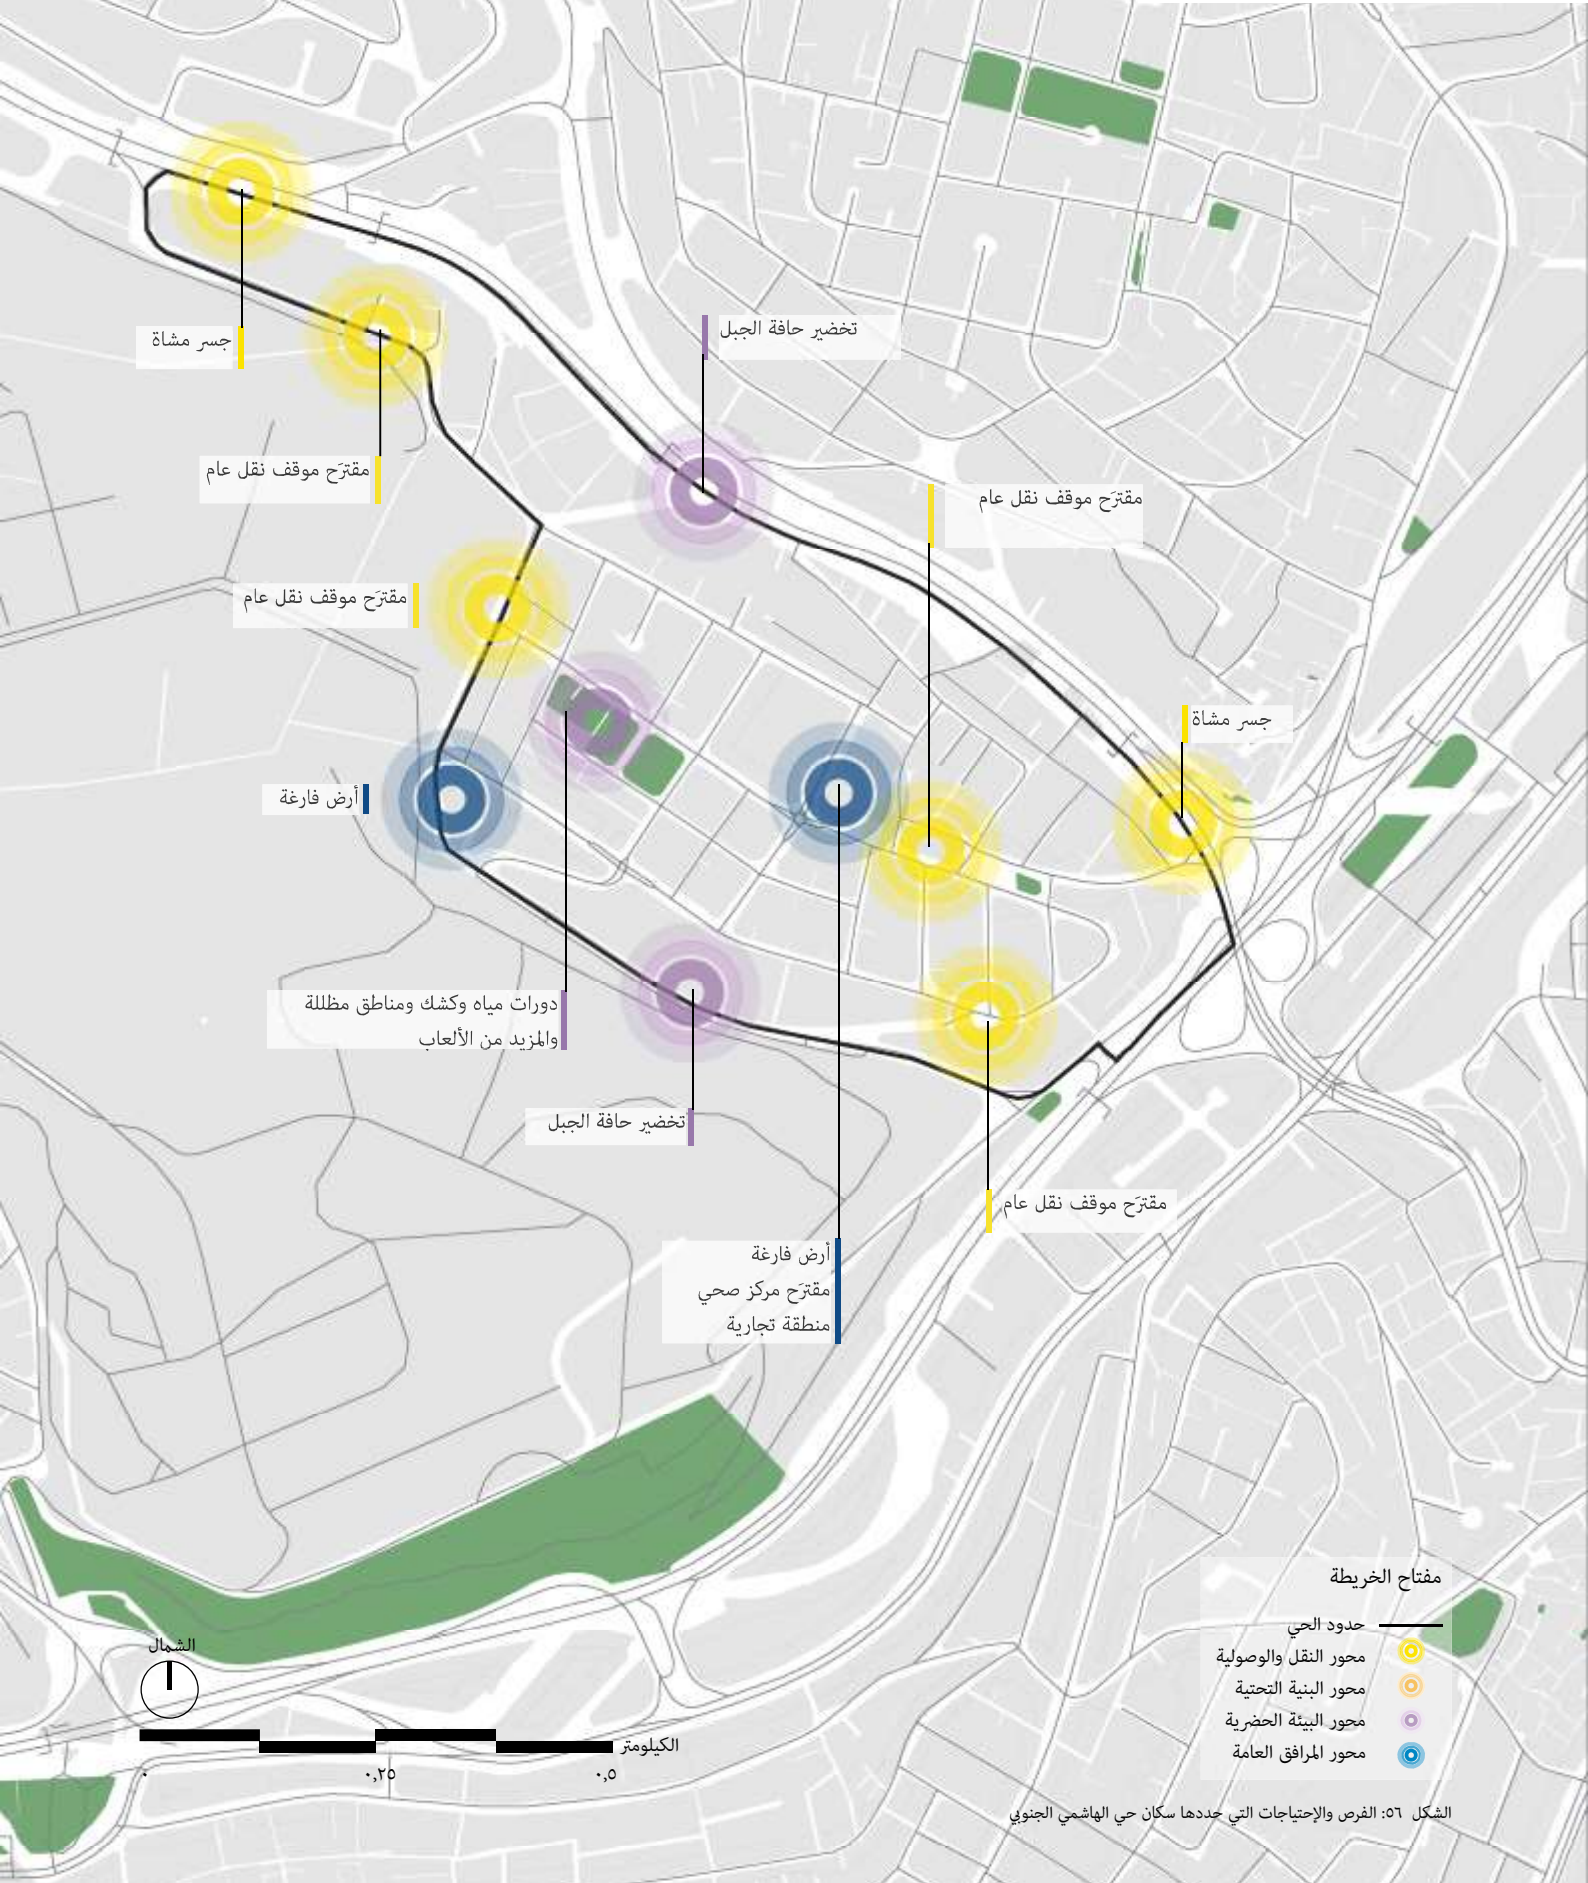 جسر مشاة
تخضير حافة الجبل
مقترَح موقف نقل عام
مقترَح موقف نقل عام
مقترَح موقف نقل عام
جسر مشاة
أرض فارغة
دورات مياه وكشك ومناطق مظللة
والمزيد من الألعاب
تخضير حافة الجبل
مقترَح موقف نقل عام
أرض فارغة
مقترَح مركز صحي
منطقة تجارية
مفتاح الخريطة
حدود الحي
محور النقل والوصولية
محور البنية التحتية
محور البيئة الحضرية
محور المرافق العامة
الشمال
الكيلومتر
٠
٠,٢٥
٠,٥
الشكل ٥٦: الفرص والإحتياجات التي حددها سكان حي الهاشمي الجنوبي